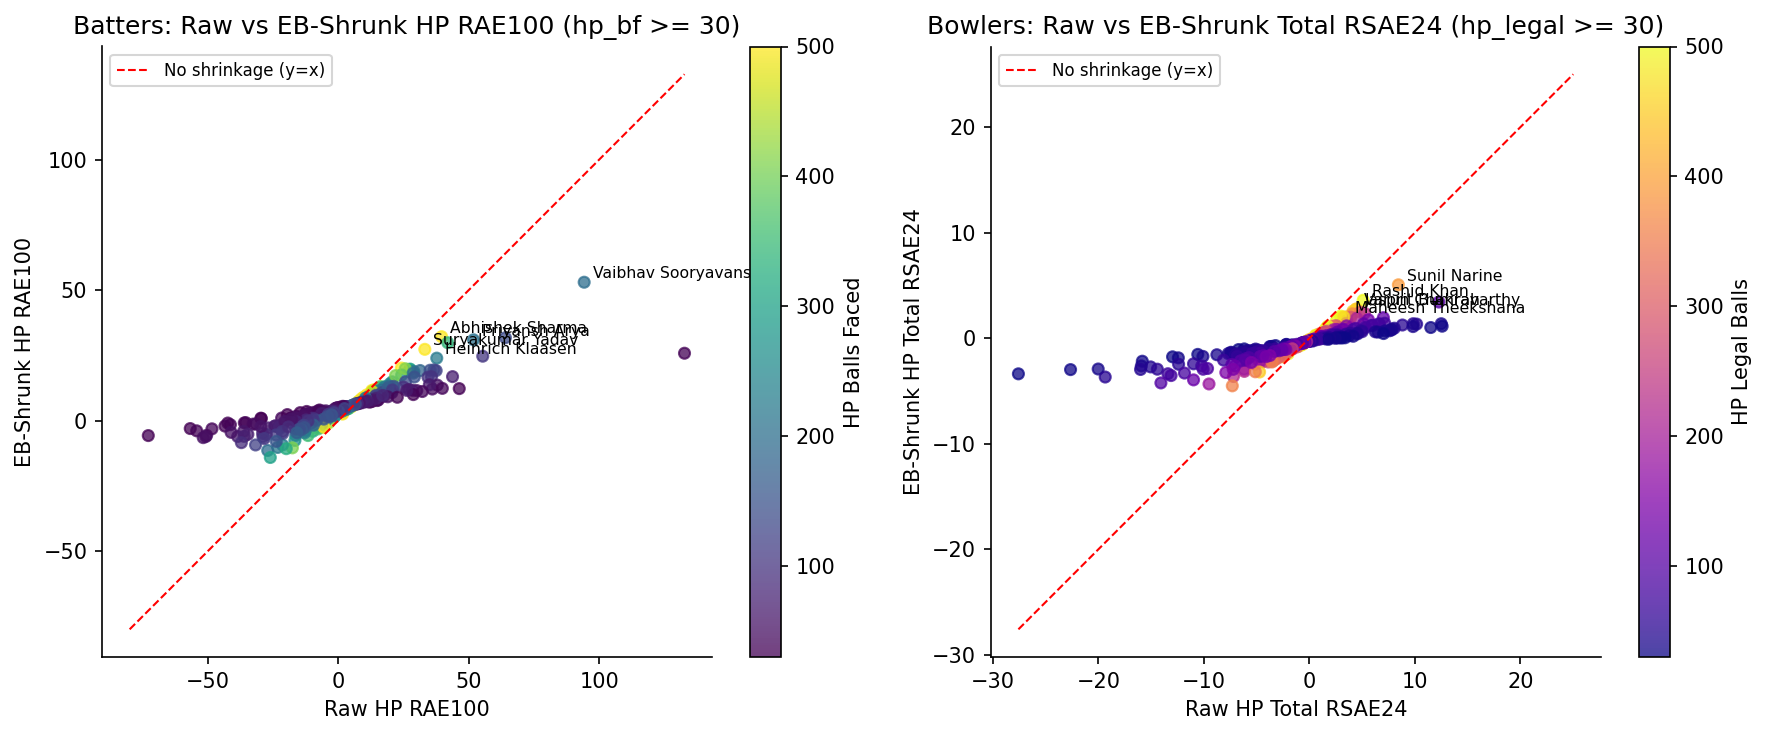 Batters: Raw vs EB-Shrunk HP RAE100 (hp_bf >= 30)
No shrinkage (y=x)
100
50
0
−50
EB-Shrunk HP RAE100
−50
0
50
100
Raw HP RAE100
Vaibhav Sooryavans
Abhishek Sharma
Priyansh Arya
Suryakumar Yadav
Heinrich Klaasen
500
400
300
200
100
HP Balls Faced
Bowlers: Raw vs EB-Shrunk Total RSAE24 (hp_legal >= 30)
No shrinkage (y=x)
20
10
0
−10
−20
−30
EB-Shrunk HP Total RSAE24
−30
−20
−10
0
10
20
Raw HP Total RSAE24
Sunil Narine
Rashid Khan
Maheesh Theekshana
500
400
300
200
100
HP Legal Balls